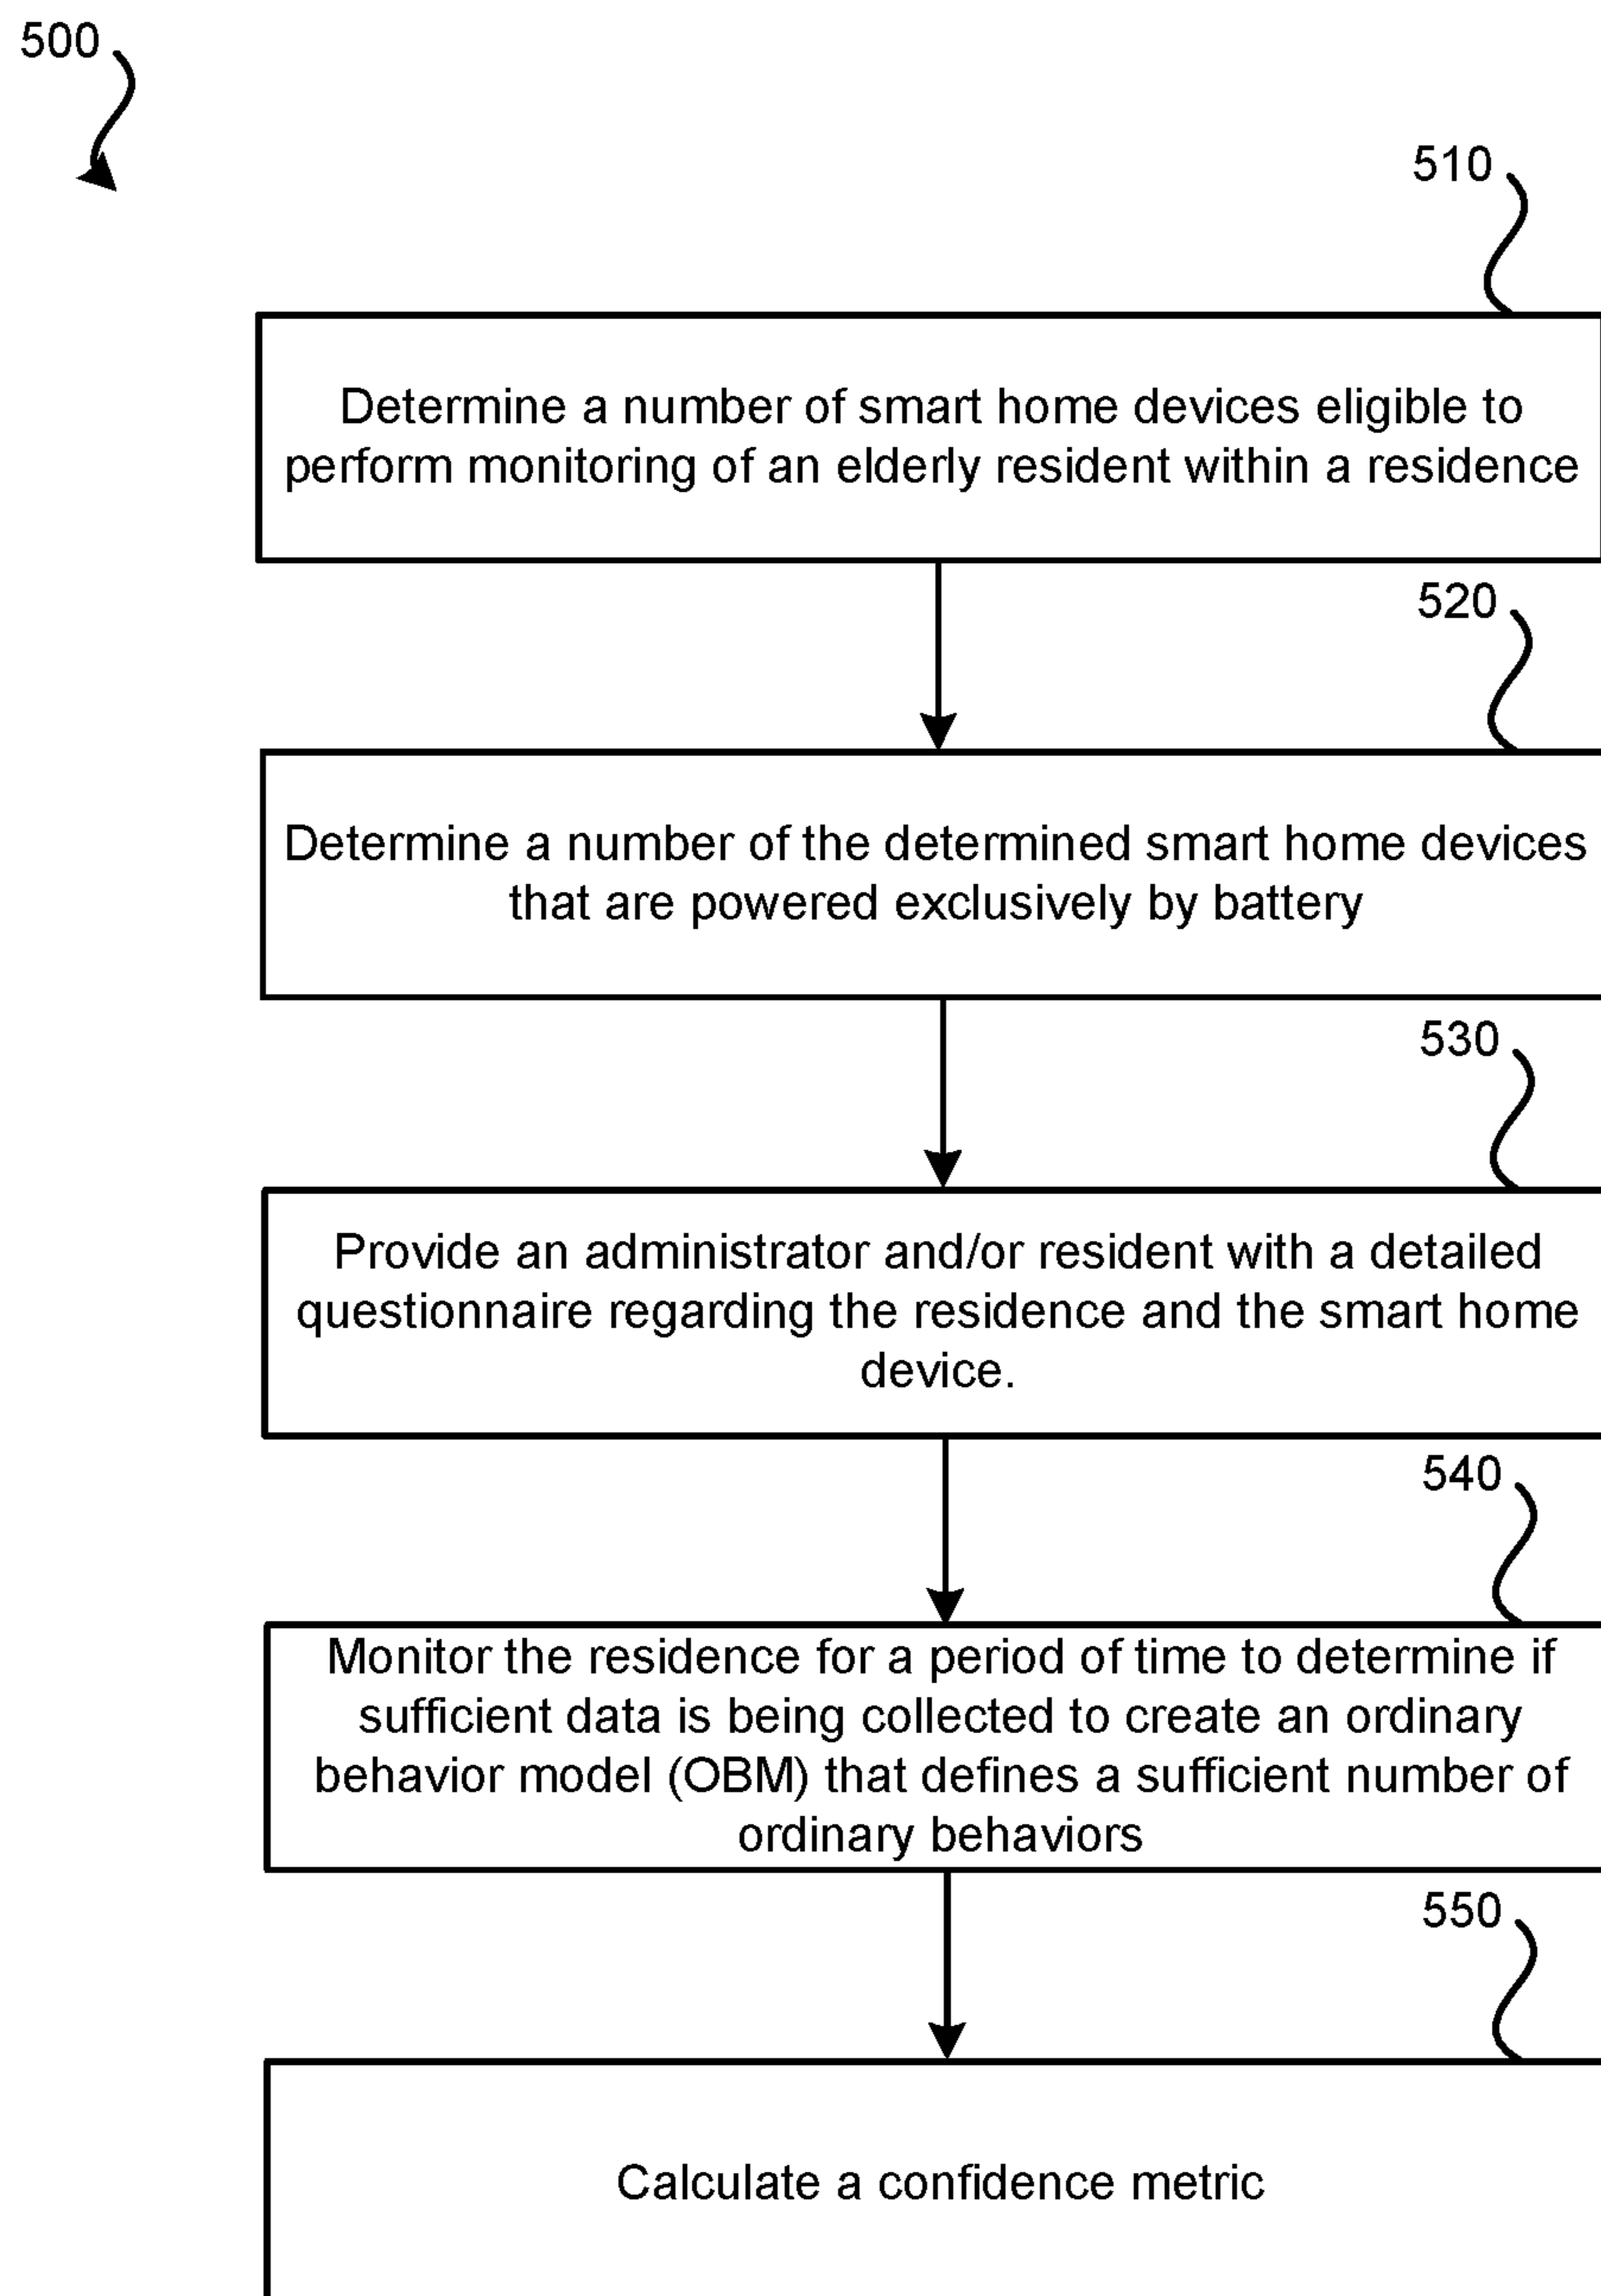 500
510
Determine a number of smart home devices eligible to
perform monitoring of an elderly resident within a residence
520
Determine a number of the determined smart home devices
that are powered exclusively by battery
530
Provide an administrator and/or resident with a detailed
questionnaire regarding the residence and the smart home
device.
540
Monitor the residence for a period of time to determine if
sufficient data is being collected to create an ordinary
behavior model (OBM) that defines a sufficient number of
ordinary behaviors
550
Calculate a confidence metric